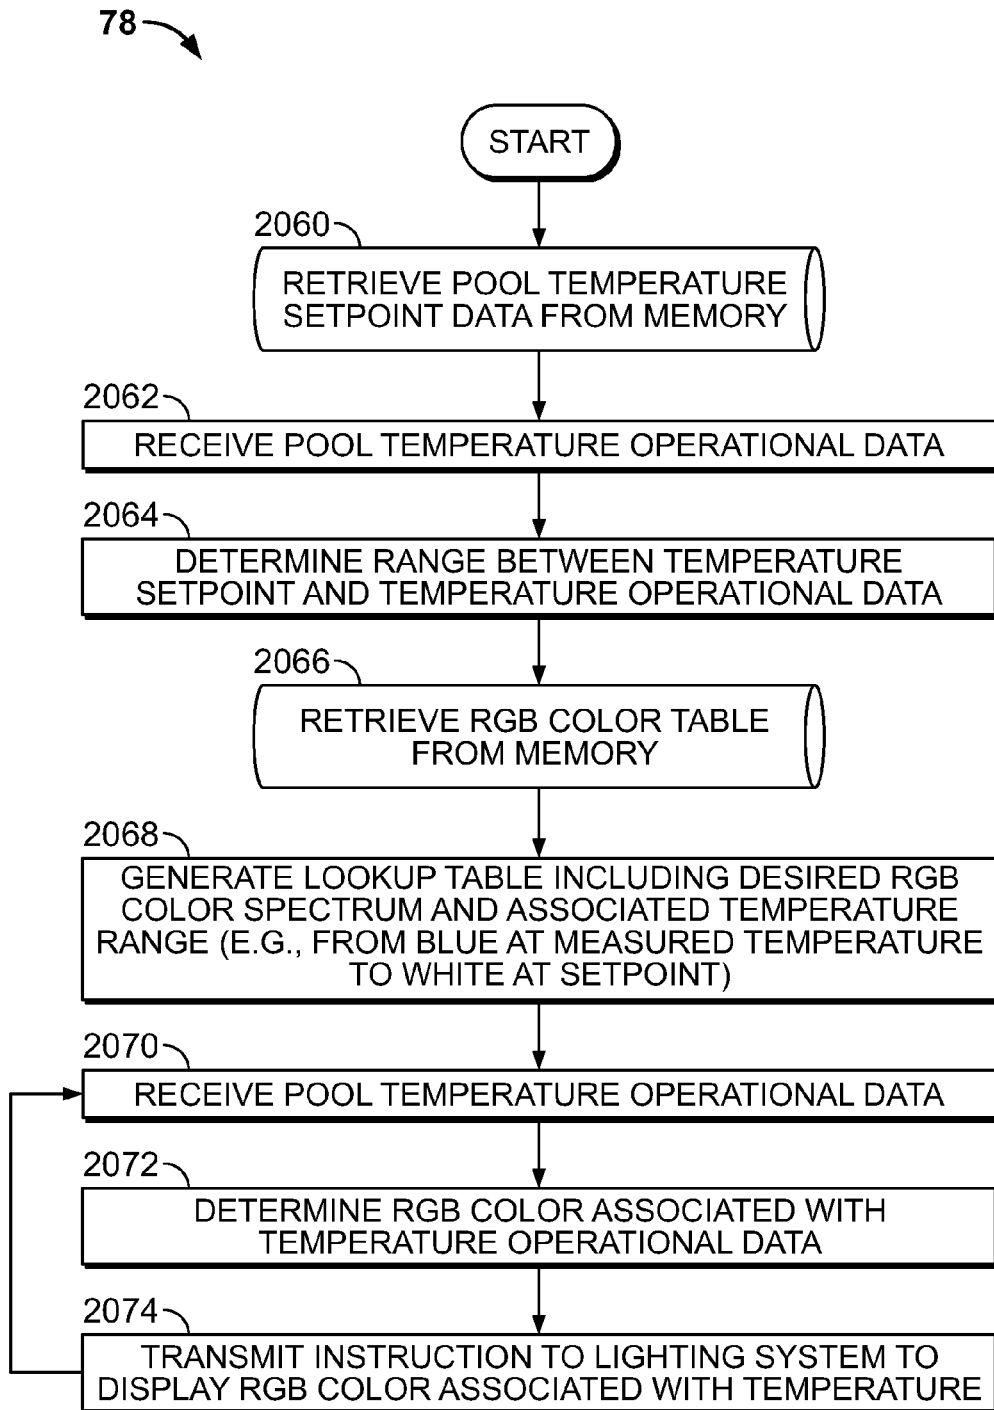 78
START
2060
RETRIEVE POOL TEMPERATURE
SETPOINT DATA FROM MEMORY
2062
RECEIVE POOL TEMPERATURE OPERATIONAL DATA
2064
DETERMINE RANGE BETWEEN TEMPERATURE
SETPOINT AND TEMPERATURE OPERATIONAL DATA
2066
RETRIEVE RGB COLOR TABLE
FROM MEMORY
2068
GENERATE LOOKUP TABLE INCLUDING DESIRED RGB
COLOR SPECTRUM AND ASSOCIATED TEMPERATURE
RANGE (E.G., FROM BLUE AT MEASURED TEMPERATURE
TO WHITE AT SETPOINT)
2070
RECEIVE POOL TEMPERATURE OPERATIONAL DATA
2072
DETERMINE RGB COLOR ASSOCIATED WITH
TEMPERATURE OPERATIONAL DATA
2074
TRANSMIT INSTRUCTION TO LIGHTING SYSTEM TO
DISPLAY RGB COLOR ASSOCIATED WITH TEMPERATURE